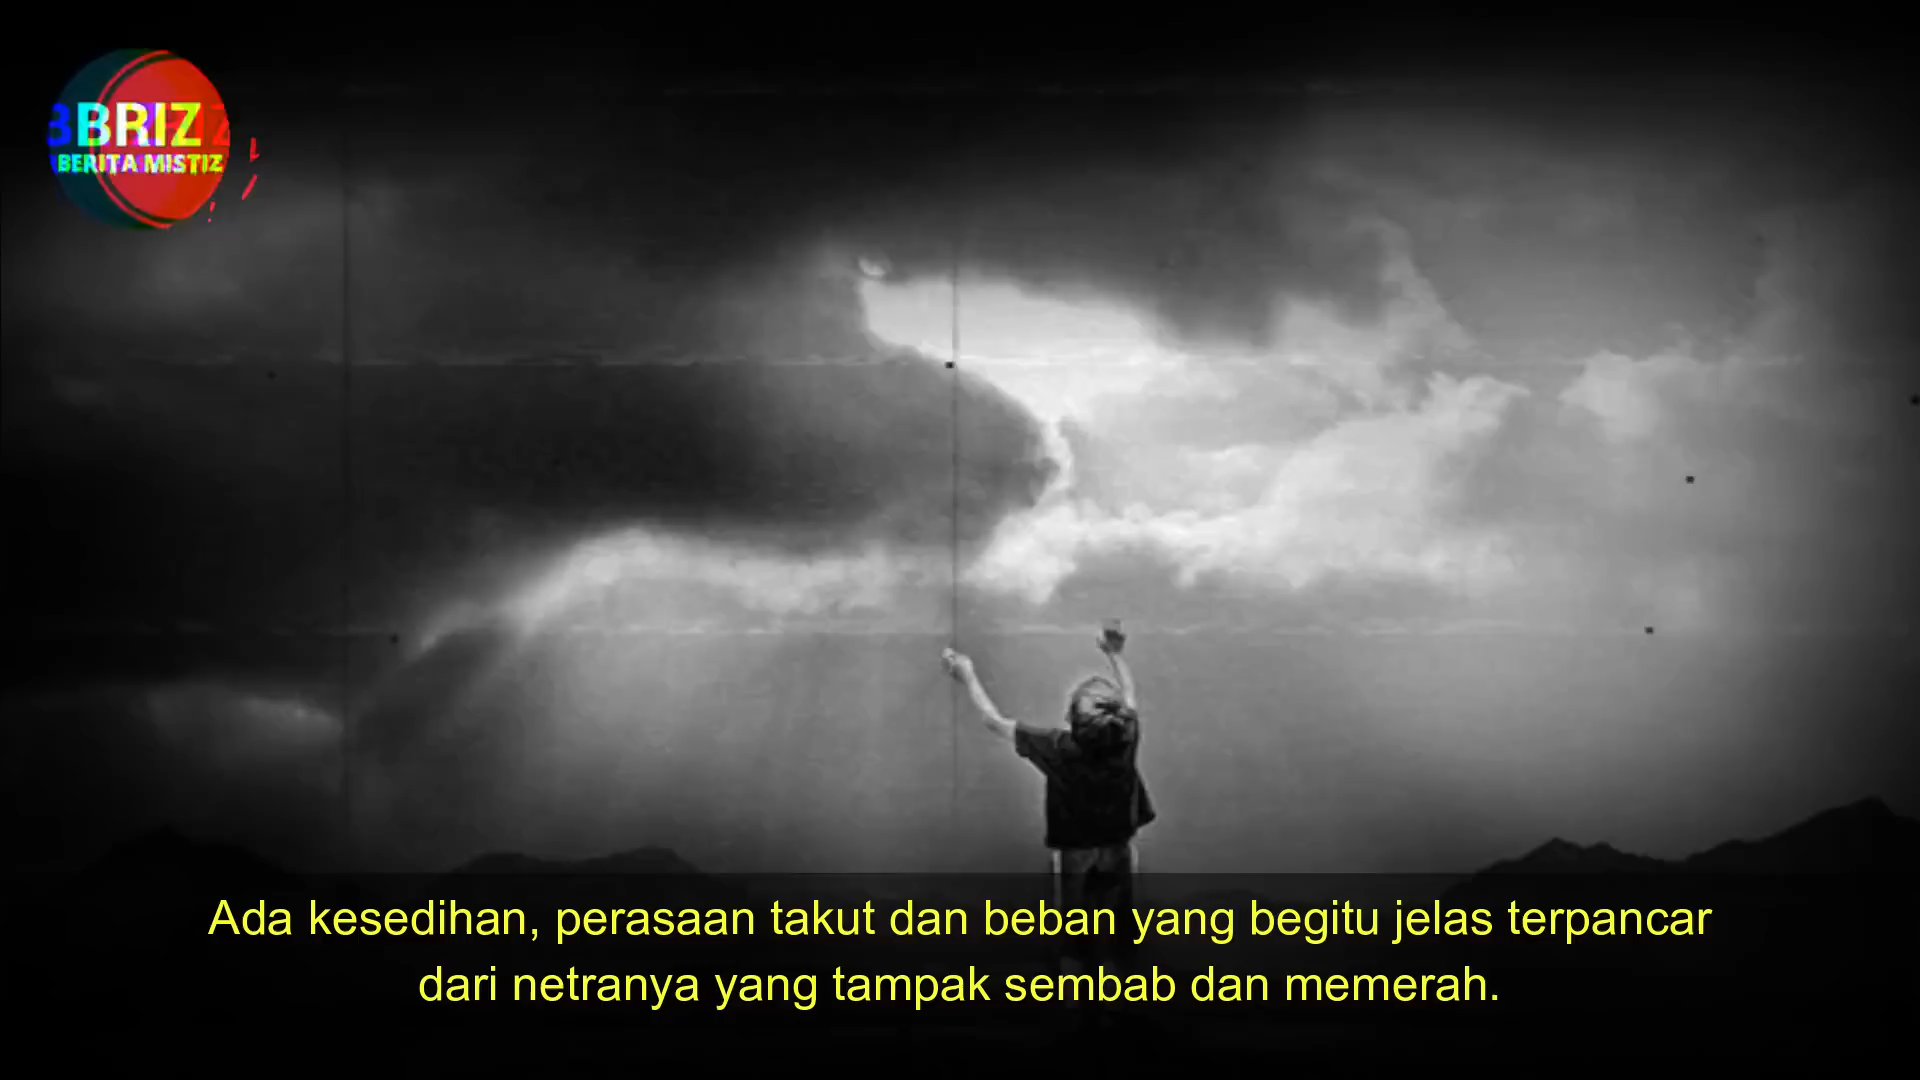 BRIZ
BERITA MISTIZ
Ada kesedihan, perasaan takut dan beban yang begitu jelas terpancar
dari netranya yang tampak sembab dan memerah.